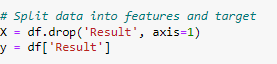 # Split data into features and target
X = df.drop('Result', axis=1)
y = df['Result']